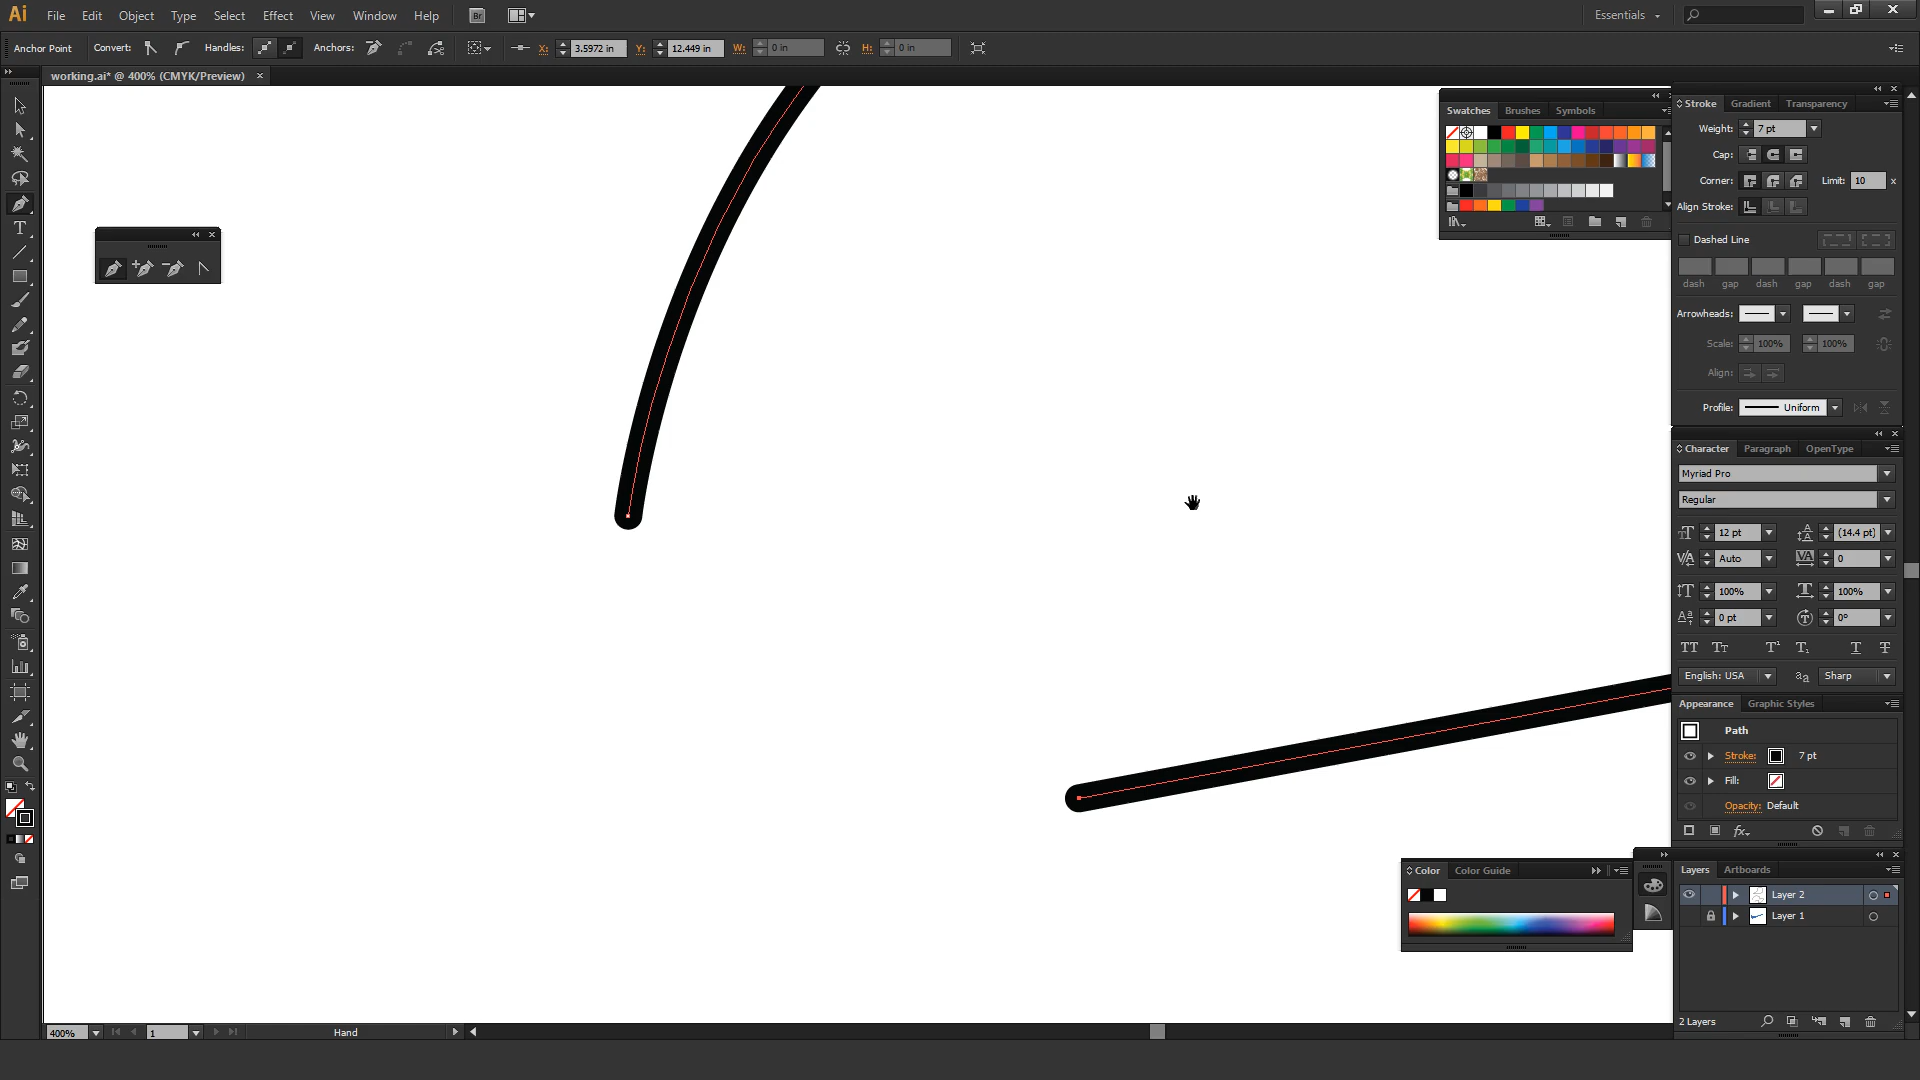 Ai File Edit Object Type Select Effect View Window Help Br Essentials
Anchor Point Convert: Handles: Anchors: X: 3.5972 in Y: 12.449 in W: 0 in H: 0 in
working.ai* @ 400% (CMYK/Preview)
Swatches Brushes Symbols
Stroke Gradient Transparency
Weight: 7 pt
Cap:
Corner: Limit: 10 x
Align Stroke:
Dashed Line
dash gap dash gap dash gap
Arrowheads:
Scale: 100% 100%
Align:
Profile: Uniform
Character Paragraph OpenType
Myriad Pro
Regular
12 pt (14.4 pt)
Auto 0
100% 100%
0 pt 0°
English: USA Sharp
Appearance Graphic Styles
Path
Stroke: 7 pt
Fill:
Opacity: Default
fx
Color Color Guide
Layers Artboards
Layer 2
Layer 1
2 Layers
400% 1 Hand